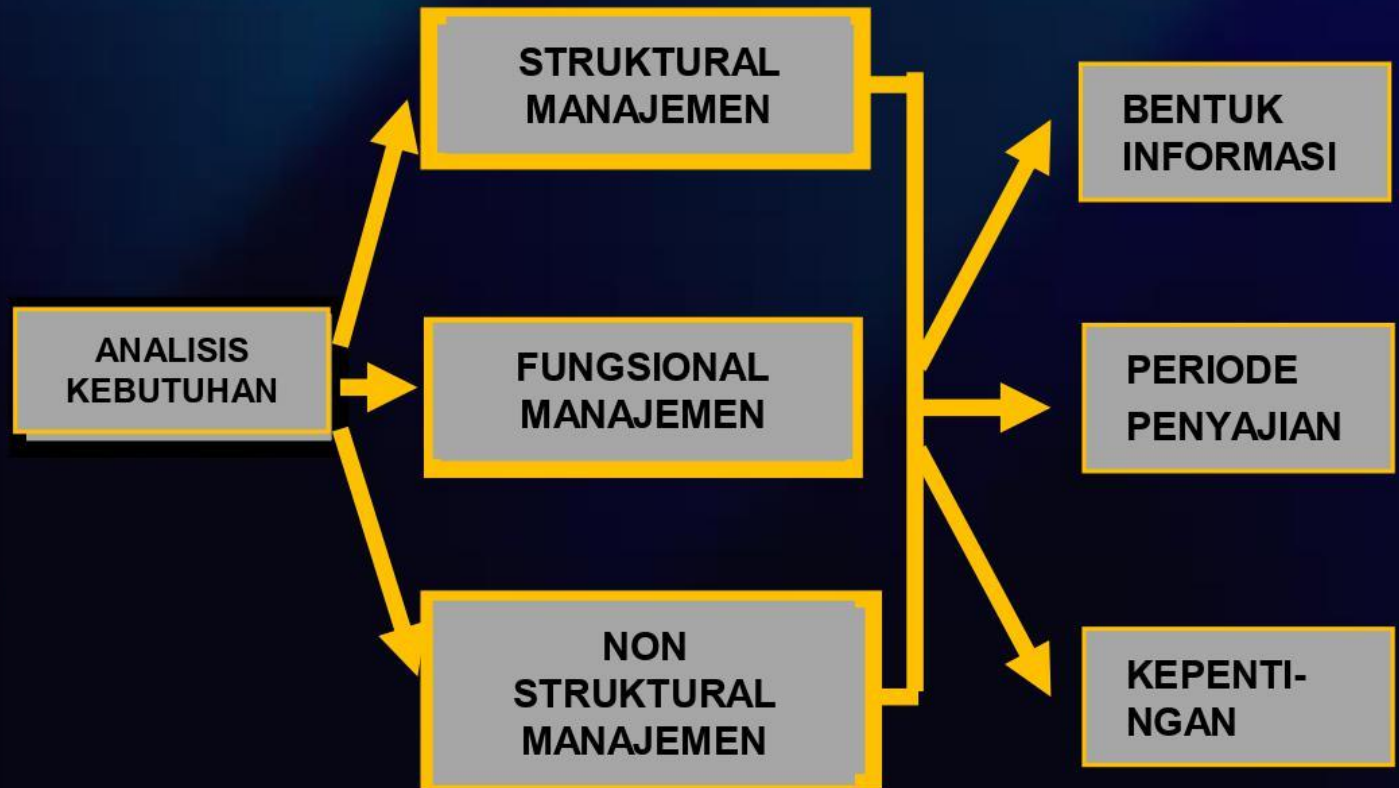 STRUKTURAL
MANAJEMEN
BENTUK
INFORMASI
ANALISIS
KEBUTUHAN
FUNGSIONAL
MANAJEMEN
PERIODE
PENYAJIAN
NON
STRUKTURAL
MANAJEMEN
KEPENTI-
NGAN